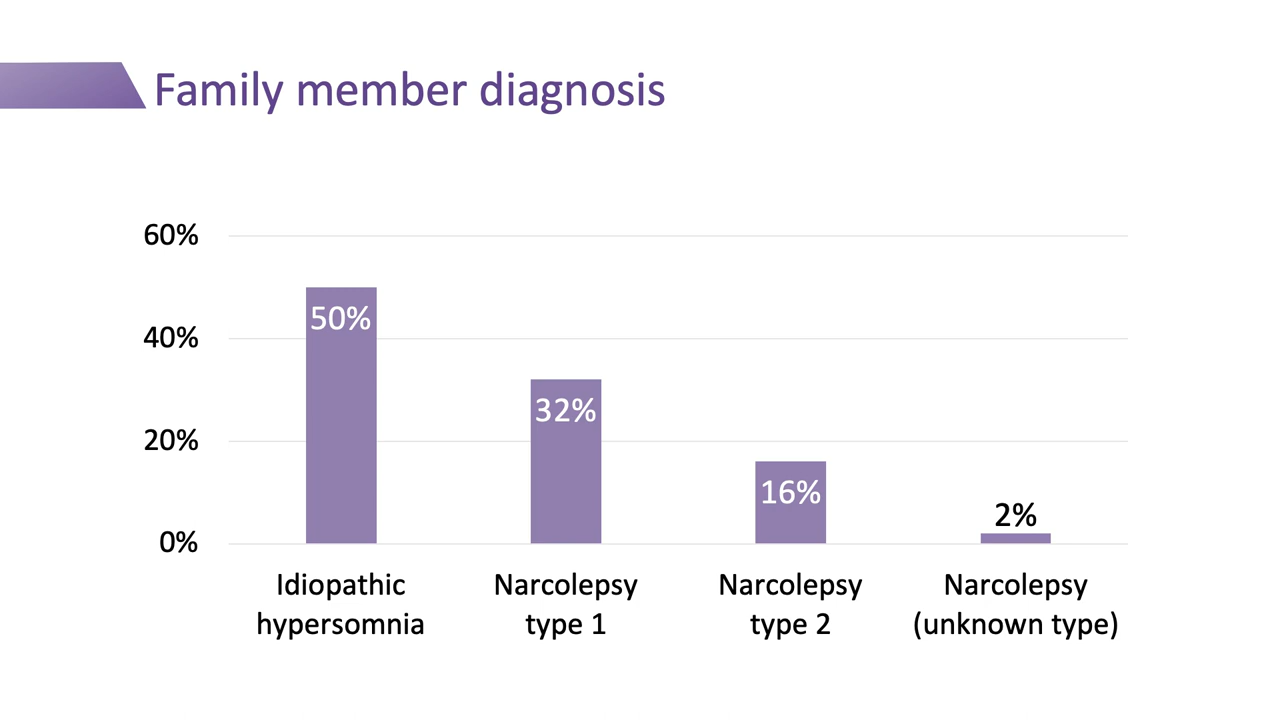 Family member diagnosis
60%
50%
40%
32%
20%
16%
2%
0%
Idiopathic
hypersomnia
Narcolepsy
type 1
Narcolepsy
type 2
Narcolepsy
(unknown type)